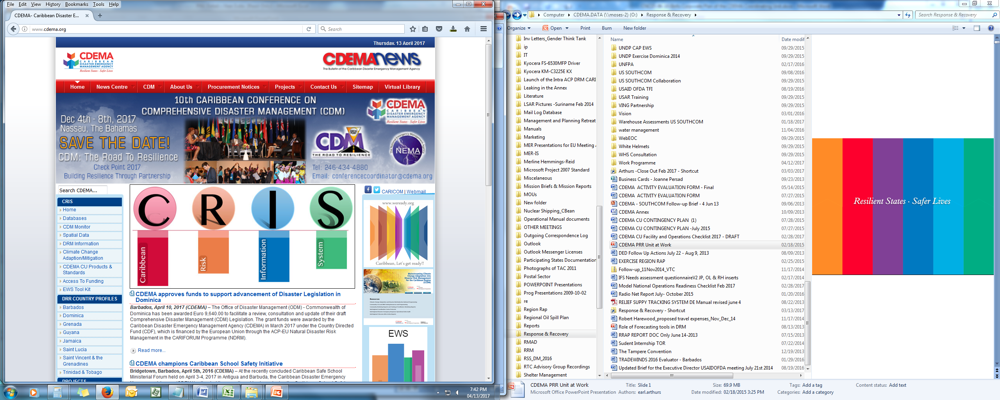 File Edit View History Bookmarks Tools Help
CDEMA- Caribbean Disaster E...
www.cdema.org
Search
Thursday, 13 April 2017
CDEMA
CARIBBEAN
DISASTER EMERGENCY
MANAGEMENT AGENCY
Resilient States - Safer Lives
CDEMA news
The Bulletin of the Caribbean Disaster Emergency Management Agency
Home News Centre CDM About Us Procurement Notices Projects Contact Us Sitemap Virtual Library
10th CARIBBEAN CONFERENCE ON
COMPREHENSIVE DISASTER MANAGEMENT (CDM)
Dec 4th - 8th, 2017
Nassau, The Bahamas
SAVE THE DATE!
CDM: The Road To Resilience
Check Point 2017
Building Resilience Through Partnership
CDEMA
CARIBBEAN
DISASTER EMERGENCY
MANAGEMENT AGENCY
Resilient States - Safer Lives
CDM
THE ROAD TO RESILIENCE
NEMA
Tel: 246-434-4880
Email: conferencecoordinator@cdema.org
Search CDEMA...
CRIS
Home
Databases
CDM Monitor
Spatial Data
DRM Information
Climate Change
Adaption/Mitigation
CDEMA CU Products &
Standards
Access To Funding
EWS Tool Kit
DRR COUNTRY PROFILES
Barbados
Dominica
Grenada
Guyana
Jamaica
Saint Lucia
Saint Vincent & the
Grenadines
Trinidad & Tobago
PROJECTS
C R I S
Caribbean
Risk
Information
System
CDEMA approves funds to support advancement of Disaster Legislation in
Dominica
Barbados, April 10, 2017 (CDEMA) – The Office of Disaster Management (ODM) - Commonwealth of
Dominica has been awarded Euro 9,640.00 to facilitate a review, consultation and update of their draft
Comprehensive Disaster Management (CDM) Legislation. The grant funds were awarded by the
Caribbean Disaster Emergency Management Agency (CDEMA) in March 2017 under the Country Directed
Fund (CDF), which is financed by the European Union through the ACP-EU Natural Disaster Risk
Management in the CARIFORUM Programme (NDRM).
Read more...
CDEMA champions Caribbean School Safety Initiative
Bridgetown, Barbados, April 5th, 2016 (CDEMA) – At the recently concluded Caribbean Safe School
Ministerial Forum held on April 3-4, 2017 in Antigua and Barbuda, the Caribbean Disaster Emergency
CARICOM | Webmail
www.weready.org
Caribbean, Let's get ready!!
Mainstreaming Climate
Change Adaptation into
Disaster Risk Management
for the Caribbean Region
(CCDM)
Resources
EWS
7:42 PM
04/13/2017
Computer CDEMA.DATA (\\moses-2) (O:) Response & Recovery
Search Response & Recovery
Organize Open Print Burn New folder
Inv Letters_Gender Think Tank
ip
IT
Kyocera FS-6530MFP Driver
Kyocera KM-C3225E KX
Launch of the Intra ACP DRM CARI
Leaking in the Annex
Literature
LSAR Pictures -Suriname Feb 2014
Mail Log Database
Management and Planning Retreat
Manuals
Marketing
MER Presentations for EU Meeting
MER-IS
Merline Hemmings-Reid
Microsoft Project 2007 Standard
Miscellaneous
Mission Briefs & Mission Reports
MOUs
New folder
Nuclear Shipping_CBean
Operational Manual documents
OTHER MEETINGS
Outgoing Correspondence Log
Outlook
Outlook Messenger Licenses
Participating States Documentation
Photographs of TAC 2011
Postal Sector
POWERPOINT Presentations
Prog Presentations 2009-10-02
re
Region Rap
Regional Oil Spill Plan
Reports
Response & Recovery
RMAD
RRM
RSS_DM_2016
RTC Advisory Group Recordings
Shelter Management
Name Date modif
UNDP CAP EWS 09/29/2015
UNDP Exercise Dominica 2014 09/29/2015
UNFPA 02/17/2016
US SOUTHCOM 09/08/2016
US SOUTHCOM Collaboration 09/29/2015
USAID OFDA TFI 08/19/2016
USAR Training 09/29/2015
VING Partnership 09/29/2015
Vision 03/01/2016
Warehouse Assessments US SOUTHCOM 01/18/2017
water management 11/04/2016
WebEOC 09/29/2015
White Helmets 09/29/2015
WHS Consultation 09/29/2015
Work Programme 04/12/2017
Arthurs -Close Out Feb 2017 - Shortcut 03/03/2017
Business Cards - Joanne Persad 09/23/2013
CDEMA  ACTIVITY EVALUATION FORM - Final 05/14/2015
CDEMA  ACTIVITY EVALUATION FORM 07/27/2015
CDEMA - SOUTHCOM Follow-up Brief - 4 Jun 13 09/06/2013
CDEMA Annex 10/09/2013
CDEMA CU CONTINGENCY PLAN  (1) 07/28/2015
CDEMA CU CONTINGENCY PLAN -July 2015 07/27/2015
CDEMA CU Facility and Operations Checklist 2017 - DRAFT 02/28/2017
CDEMA PRR Unit at Work 02/18/2015
DED Follow Up Actions July 22 - Aug 9, 2013 08/09/2013
EXERCISE REGION RAP 02/25/2015
Follow-up_11Nov2014_VTC 11/17/2014
IFS Needs assessment questionnaireV2 JP, OL & RH inserts 02/17/2014
Model National Operations Readiness Checklist Feb 2017 02/28/2017
Radio Net Report July- October 2015 01/20/2016
RELIEF SUPPY TRACKING SYSTEM DE Manual revised june 4 08/22/2013
Response & Recovery - Shortcut 03/13/2017
Robert Harewood_proposed travel expenses_Nov_Dec_14 11/17/2014
Role of Forecasting tools in DRM 08/13/2013
RRAP REPORT DOC Only June 14-2013 07/15/2013
Sudent Internship TOR 07/22/2014
The Tampere Convention 12/19/2013
TRADEWINDS 2016 Evaluator - Barbados 01/29/2016
Updated Brief for the Executive Director USAIDOFDA meeting July 21st 2014 08/19/2016
Resilient States · Safer Lives
CDEMA PRR Unit at Work Title: Slide 1 Size: 69.9 MB Tags: Add a tag Content status: Add text
Microsoft Office PowerPoint Presentation Authors: earl.arthurs Date modified: 02/18/2015 3:25 PM Categories: Add a category